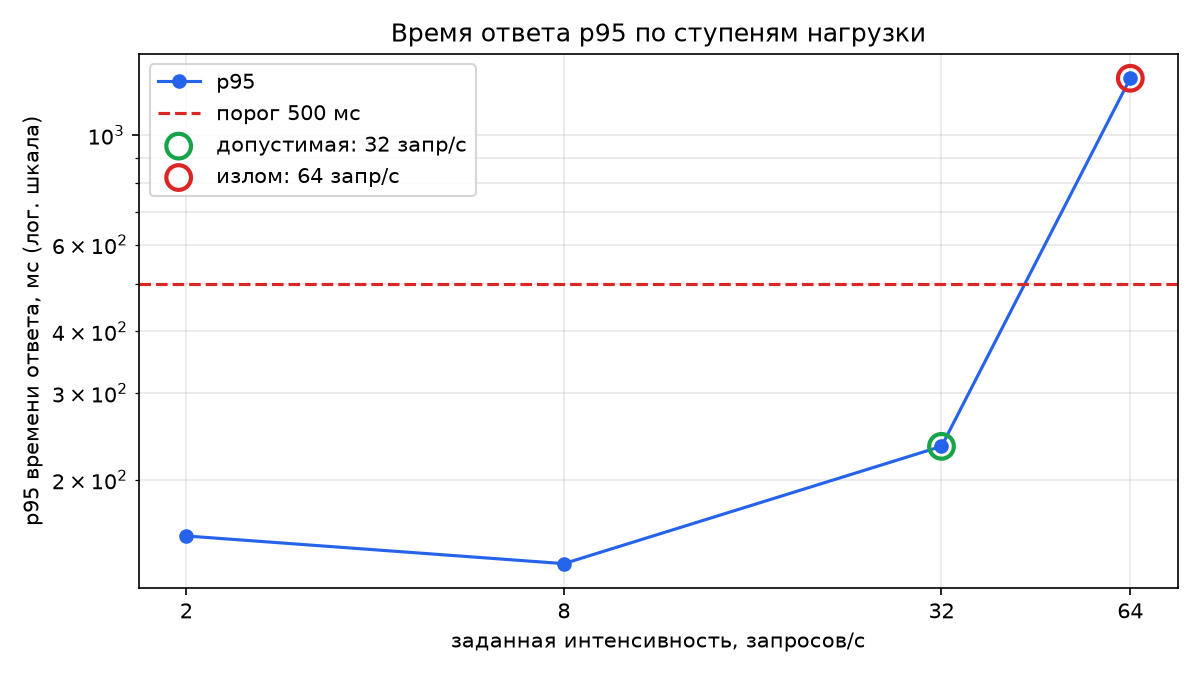 Время ответа p95 по ступеням нагрузки
p95
порог 500 мс
допустимая: 32 запр/с
излом: 64 запр/с
p95 времени ответа, мс (лог. шкала)
10³
6 × 10²
4 × 10²
3 × 10²
2 × 10²
2 8 32 64
заданная интенсивность, запросов/с